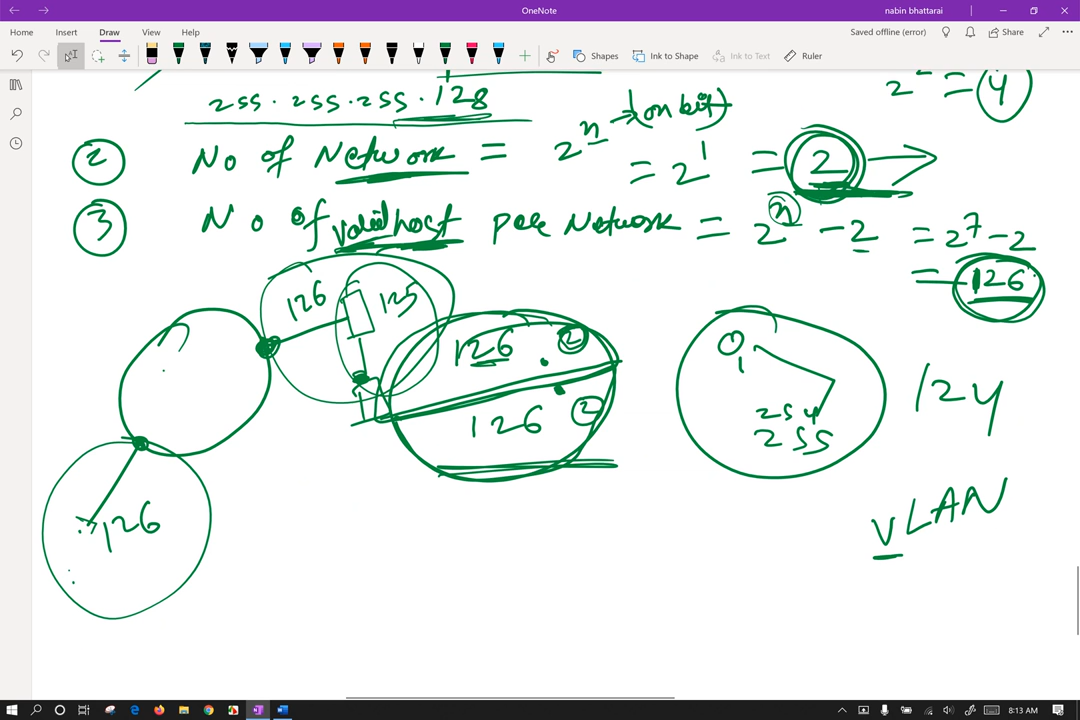 OneNote
nabin bhattarai
Home Insert Draw View Help
Saved offline (error)
Share
Shapes
Ink to Shape
Ink to Text
Ruler
255.255.255.128
2² = 4
② No of Network = 2ⁿ → (on bit)
= 2¹ = 2
③ No of valid host per Network = 2ⁿ - 2 = 2⁷ - 2
= 126
126 125
126 2
126 2
126
0
1
254
255
124
VLAN
8:13 AM